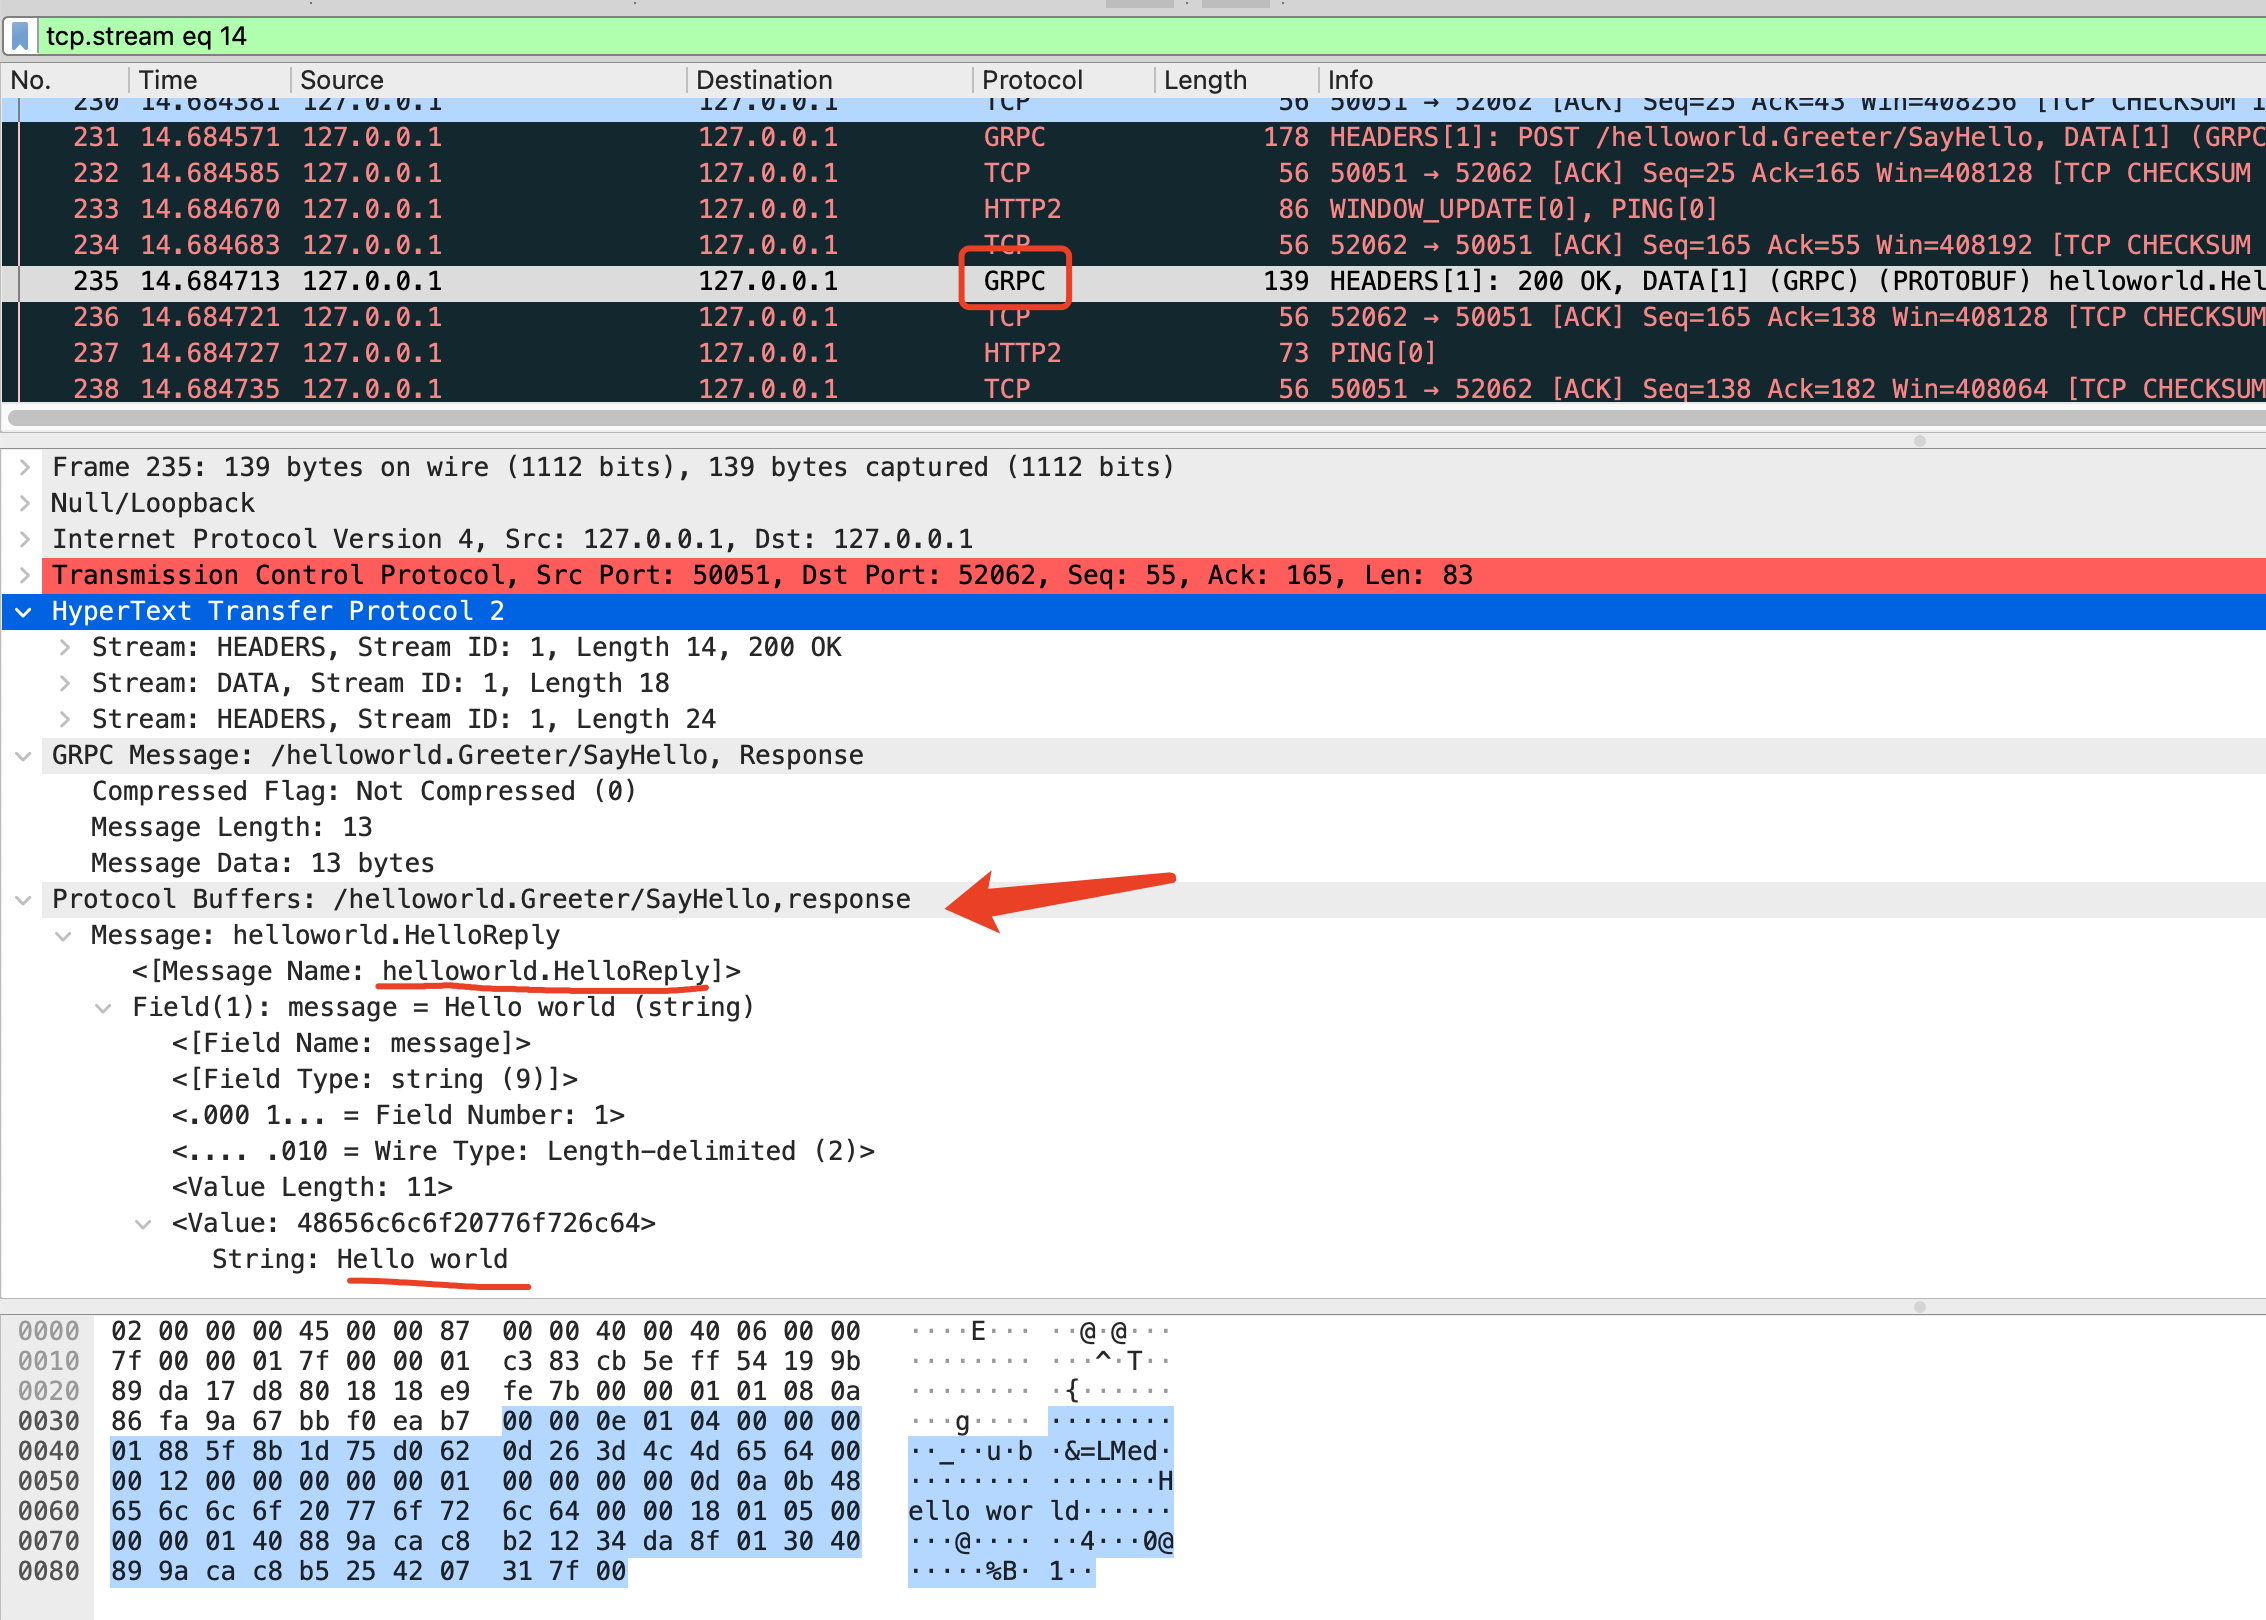 tcp.stream eq 14
No. Time Source Destination Protocol Length Info
230 14.684381 127.0.0.1 127.0.0.1 TCP 56 50051 → 52062 [ACK] Seq=25 Ack=43 Win=408256 [TCP CHECKSUM
231 14.684571 127.0.0.1 127.0.0.1 GRPC 178 HEADERS[1]: POST /helloworld.Greeter/SayHello, DATA[1] (GRPC
232 14.684585 127.0.0.1 127.0.0.1 TCP 56 50051 → 52062 [ACK] Seq=25 Ack=165 Win=408128 [TCP CHECKSUM
233 14.684670 127.0.0.1 127.0.0.1 HTTP2 86 WINDOW_UPDATE[0], PING[0]
234 14.684683 127.0.0.1 127.0.0.1 TCP 56 52062 → 50051 [ACK] Seq=165 Ack=55 Win=408192 [TCP CHECKSUM
235 14.684713 127.0.0.1 127.0.0.1 GRPC 139 HEADERS[1]: 200 OK, DATA[1] (GRPC) (PROTOBUF) helloworld.Hel
236 14.684721 127.0.0.1 127.0.0.1 TCP 56 52062 → 50051 [ACK] Seq=165 Ack=138 Win=408128 [TCP CHECKSUM
237 14.684727 127.0.0.1 127.0.0.1 HTTP2 73 PING[0]
238 14.684735 127.0.0.1 127.0.0.1 TCP 56 50051 → 52062 [ACK] Seq=138 Ack=182 Win=408064 [TCP CHECKSUM
Frame 235: 139 bytes on wire (1112 bits), 139 bytes captured (1112 bits)
Null/Loopback
Internet Protocol Version 4, Src: 127.0.0.1, Dst: 127.0.0.1
Transmission Control Protocol, Src Port: 50051, Dst Port: 52062, Seq: 55, Ack: 165, Len: 83
HyperText Transfer Protocol 2
Stream: HEADERS, Stream ID: 1, Length 14, 200 OK
Stream: DATA, Stream ID: 1, Length 18
Stream: HEADERS, Stream ID: 1, Length 24
GRPC Message: /helloworld.Greeter/SayHello, Response
Compressed Flag: Not Compressed (0)
Message Length: 13
Message Data: 13 bytes
Protocol Buffers: /helloworld.Greeter/SayHello,response
Message: helloworld.HelloReply
<[Message Name: helloworld.HelloReply]>
Field(1): message = Hello world (string)
<[Field Name: message]>
<[Field Type: string (9)]>
<.000 1... = Field Number: 1>
<.... .010 = Wire Type: Length-delimited (2)>
<Value Length: 11>
<Value: 48656c6c6f20776f726c64>
String: Hello world
0000 02 00 00 00 45 00 00 87 00 00 40 00 40 06 00 00 ····E··· ··@·@···
0010 7f 00 00 01 7f 00 00 01 c3 83 cb 5e ff 54 19 9b ········ ···^·T··
0020 89 da 17 d8 80 18 18 e9 fe 7b 00 00 01 01 08 0a ········ ·{······
0030 86 fa 9a 67 bb f0 ea b7 00 00 0e 01 04 00 00 00 ···g···· ········
0040 01 88 5f 8b 1d 75 d0 62 0d 26 3d 4c 4d 65 64 00 ··_··u·b ·&=LMed·
0050 00 12 00 00 00 00 00 01 00 00 00 00 0d 0a 0b 48 ········ ·······H
0060 65 6c 6c 6f 20 77 6f 72 6c 64 00 00 18 01 05 00 ello wor ld······
0070 00 00 01 40 88 9a ca c8 b2 12 34 da 8f 01 30 40 ···@···· ··4···0@
0080 89 9a ca c8 b5 25 42 07 31 7f 00 ·····%B· 1··